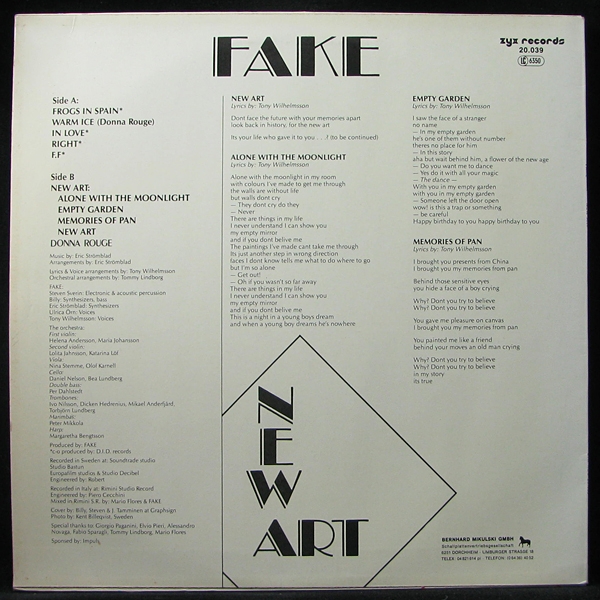 FAKE
zyx records
20.039
LC 6350
Side A:
FROGS IN SPAIN*
WARM ICE (Donna Rouge)
IN LOVE*
RIGHT*
F.F*
Side B
NEW ART:
ALONE WITH THE MOONLIGHT
EMPTY GARDEN
MEMORIES OF PAN
NEW ART
DONNA ROUGE
Music by: Eric Strömblad
Arrangements by: Eric Strömblad
Lyrics & Voice arrangements by: Tony Wilhelmsson
Orchestral arrangements by: Tommy Lindborg
FAKE:
Steven Sverin: Electronic & acoustic percussion
Billy: Synthesizers, bass
Eric Strömblad: Synthesizers
Ulrica Örn: Voices
Tony Wilhelmsson: Voices
The orchestra:
First violin:
Helena Andersson, Maria Johansson
Second violin:
Lolita Jahnsson, Katarina Löf
Viola:
Nina Stemme, Olof Karnell
Cello:
Daniel Nelson, Bea Lundberg
Double bass:
Per Dahlstedt
Trombones:
Ivo Nilsson, Dicken Hedrenius, Mikael Anderfjärd,
Torbjörn Lundberg
Marimbas:
Peter Mikkola
Harp:
Margaretha Bengtsson
Produced by: FAKE
*c:o produced by: D.J.D. records
Recorded in Sweden at: Soundtrade studio
Studio Bastun
Europafilm studios & Studio Decibel
Engineered by: Robert
Recorded in Italy at: Rimini Studio Record
Engineered by: Piero Cecchini
Mixed in Rimini S.R. by: Mario Flores & FAKE
Cover by: Billy, Steven & J. Tamminen at Graphsign
Photo by: Kent Billeqvist, Sweden
Special thanks to: Giorgio Paganini, Elvio Pieri, Alessandro
Novaga, Fabio Sparagli, Tommy Lindborg, Mario Flores
Sponsed by: Impuls
NEW ART
Lyrics by: Tony Wilhelmsson
Dont face the future with your memories apart
look back in history, for the new art
Its your life who gave it to you . . .! (to be continued)
ALONE WITH THE MOONLIGHT
Lyrics by: Tony Wilhelmsson
Alone with the moonlight in my room
with colours I've made to get me through
the walls are without life
but walls dont cry
— They dont cry do they
— Never
There are things in my life
I never understand I can show you
my empty mirror
and if you dont belive me
The paintings I've made cant take me through
Its just another step in wrong direction
faces I dont know tells me what to do where to go
but I'm so alone
— Get out!
— Oh if you wasn't so far away
There are things in my life
I never understand I can show you
my empty mirror
and if you dont belive me
This is a night in a young boys dream
and when a young boy dreams he's nowhere
EMPTY GARDEN
Lyrics by: Tony Wilhelmsson
I saw the face of a stranger
no name
— In my empty garden
he's one of them without number
theres no place for him
— In this story
aha but wait behind him, a flower of the new age
— Do you want me to dance
— Yes do it with all your magic
— The dance —
With you in my empty garden
with you in my empty garden
— Someone left the door open
wow! is this a trap or something
— be careful
Happy birthday to you happy birthday to you
MEMORIES OF PAN
Lyrics by: Tony Wilhelmsson
I brought you presents from China
I brought you my memories from pan
Behind those sensitive eyes
you hide a face of a boy crying
Why? Dont you try to believe
Why? Dont you try to believe
You gave me pleasure on canvas
I brought you my memories from pan
You painted me like a friend
behind your moves an old man crying
Why? Dont you try to believe
Why? Dont you try to believe
in my story
its true
NEW
ART
BERNHARD MIKULSKI GMBH
Schallplattenvertriebsgesellschaft
6251 DORCHHEIM · LIMBURGER STRASSE 18